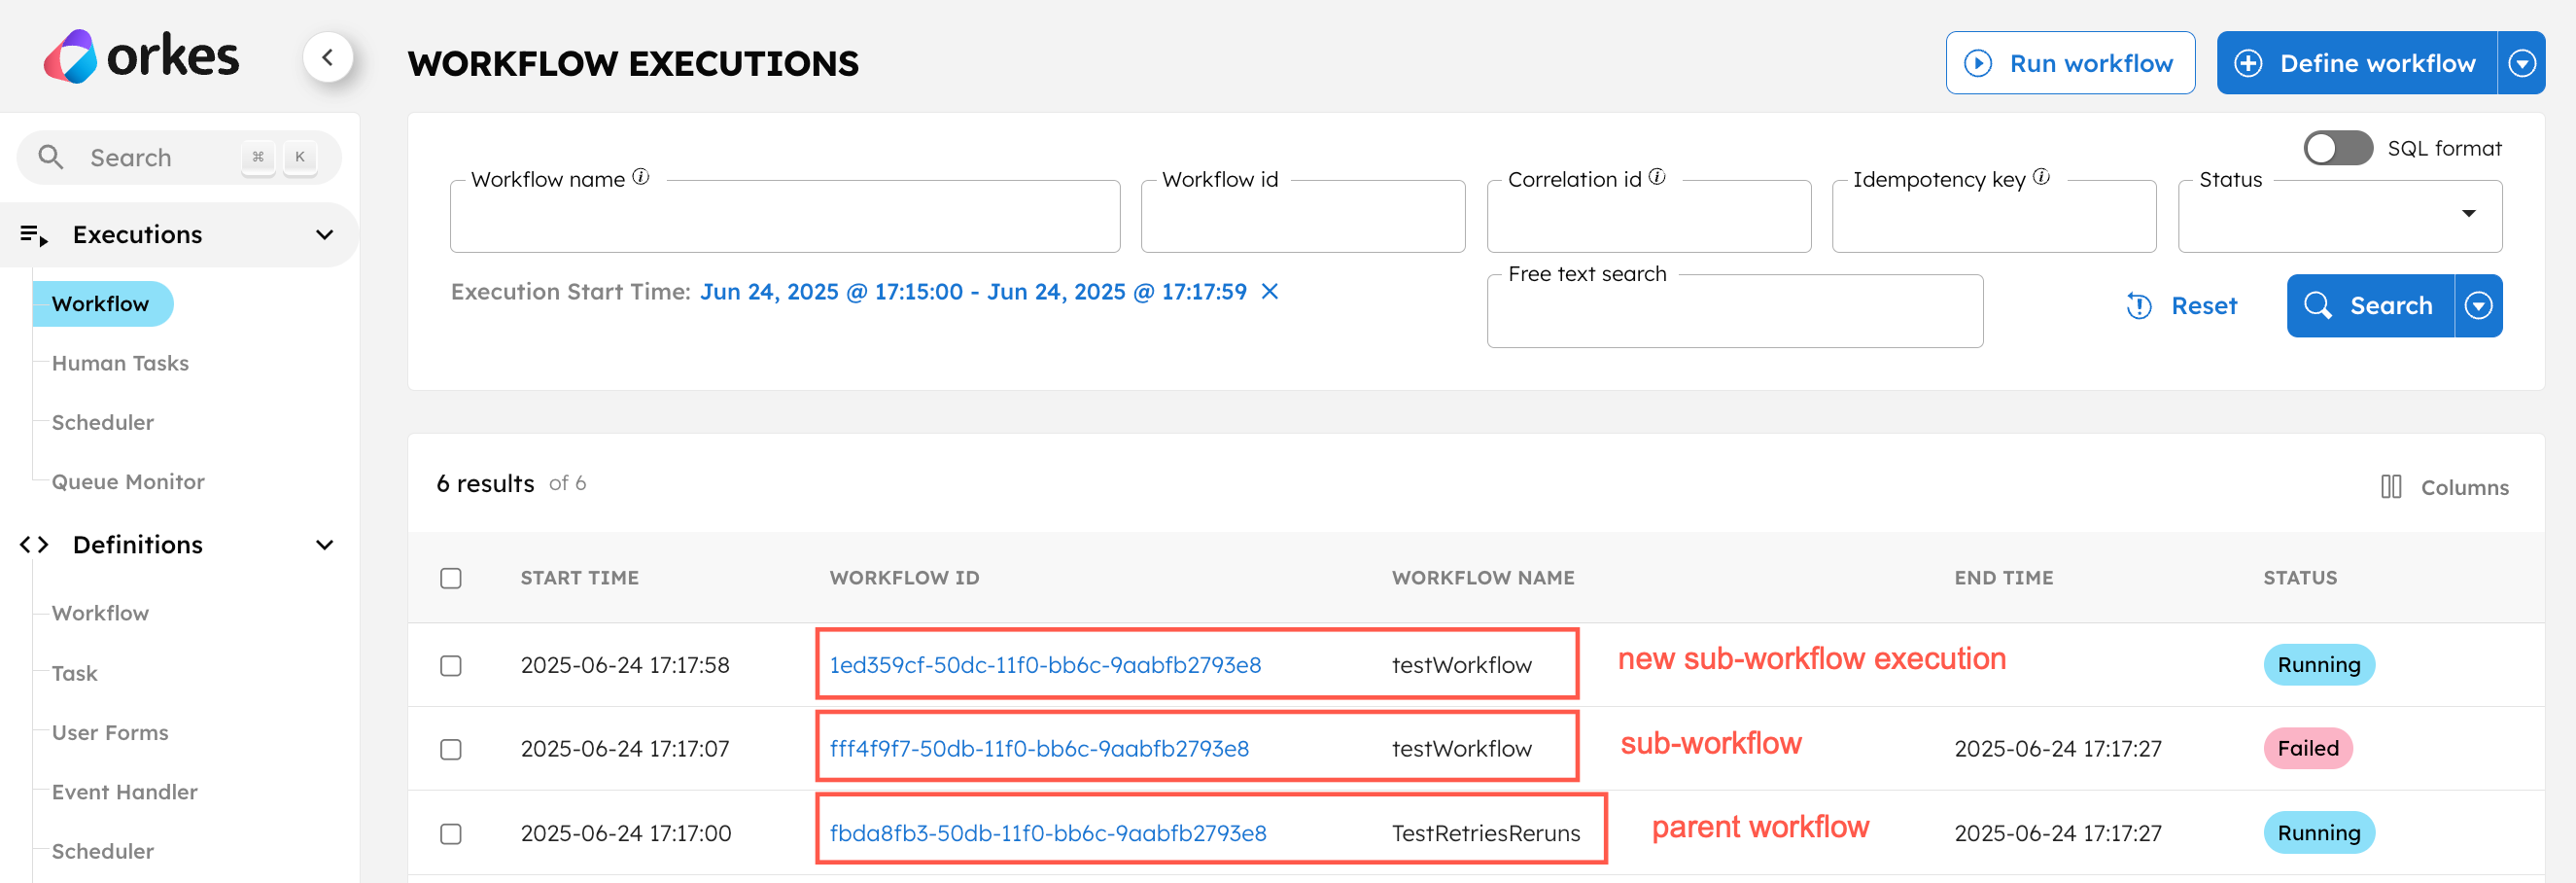 orkes
WORKFLOW EXECUTIONS
Run workflow
Define workflow
Search ⌘ K
SQL format
Workflow name
Workflow id
Correlation id
Idempotency key
Status
Executions
Execution Start Time: Jun 24, 2025 @ 17:15:00 - Jun 24, 2025 @ 17:17:59
Free text search
Reset
Search
Workflow
Human Tasks
Scheduler
Queue Monitor
Definitions
Workflow
Task
User Forms
Event Handler
Scheduler
6 results of 6
Columns
START TIME WORKFLOW ID WORKFLOW NAME END TIME STATUS
2025-06-24 17:17:58 1ed359cf-50dc-11f0-bb6c-9aabfb2793e8 testWorkflow new sub-workflow execution Running
2025-06-24 17:17:07 fff4f9f7-50db-11f0-bb6c-9aabfb2793e8 testWorkflow sub-workflow 2025-06-24 17:17:27 Failed
2025-06-24 17:17:00 fbda8fb3-50db-11f0-bb6c-9aabfb2793e8 TestRetriesReruns parent workflow 2025-06-24 17:17:27 Running